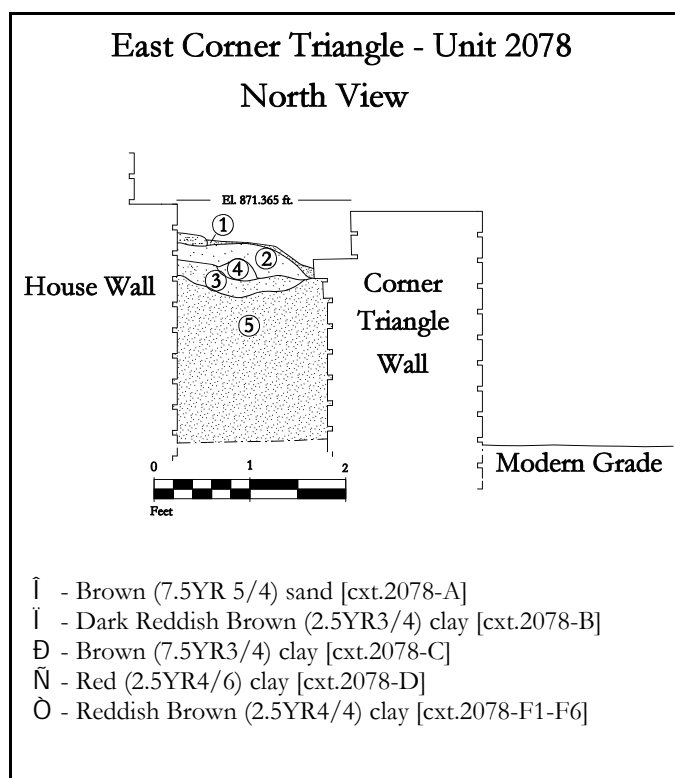 East Corner Triangle - Unit 2078
North View
El. 871.365 ft.
1
2
4
3
House Wall
Corner
Triangle
Wall
5
Modern Grade
0 1 2
Feet
Î - Brown (7.5YR 5/4) sand [cxt.2078-A]
Ï - Dark Reddish Brown (2.5YR3/4) clay [cxt.2078-B]
Ð - Brown (7.5YR3/4) clay [cxt.2078-C]
Ñ - Red (2.5YR4/6) clay [cxt.2078-D]
Ò - Reddish Brown (2.5YR4/4) clay [cxt.2078-F1-F6]